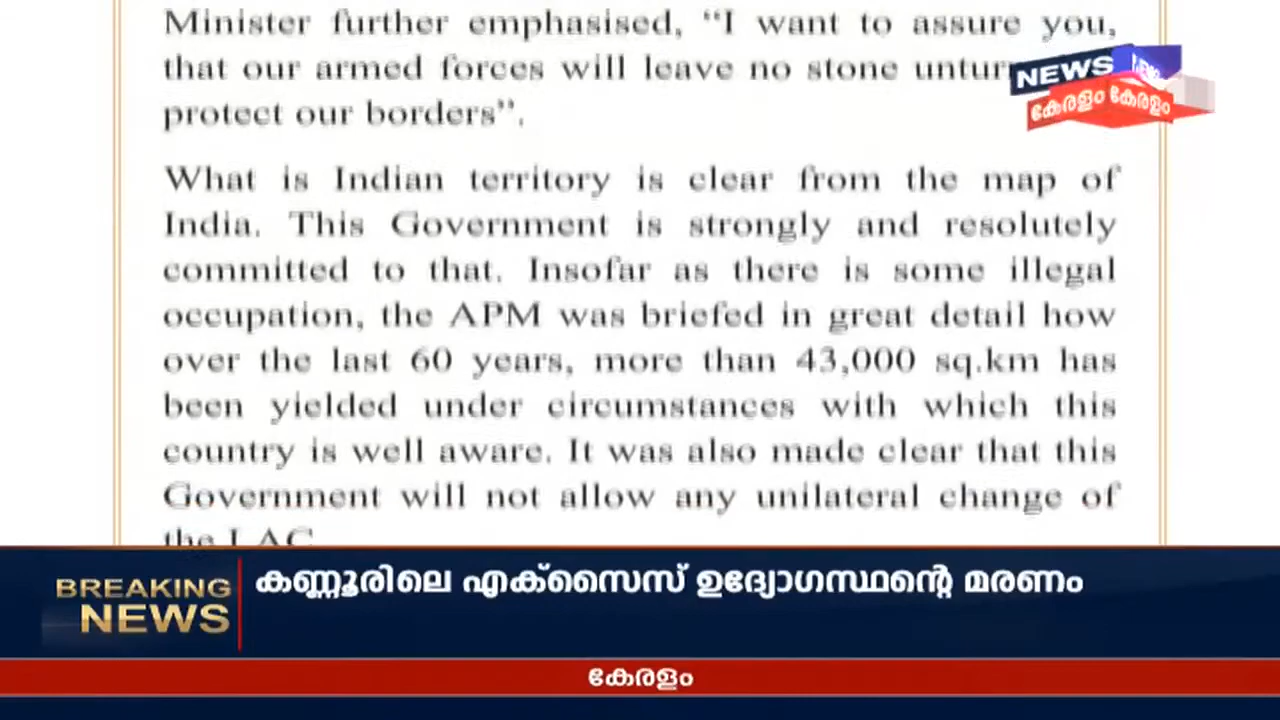 Minister further emphasised, “I want to assure you,
that our armed forces will leave no stone
protect our borders”.
What is Indian territory is clear from the map of
India. This Government is strongly and resolutely
committed to that. Insofar as there is some illegal
occupation, the APM was briefed in great detail how
over the last 60 years, more than 43,000 sq.km has
been yielded under circumstances with which this
country is well aware. It was also made clear that this
Government will not allow any unilateral change of
the LAC
NEWS
കേരളം കേരളം
BREAKING
NEWS
കണ്ണൂരിലെ എക്സൈസ് ഉദ്യോഗസ്ഥന്റെ മരണം
കേരളം